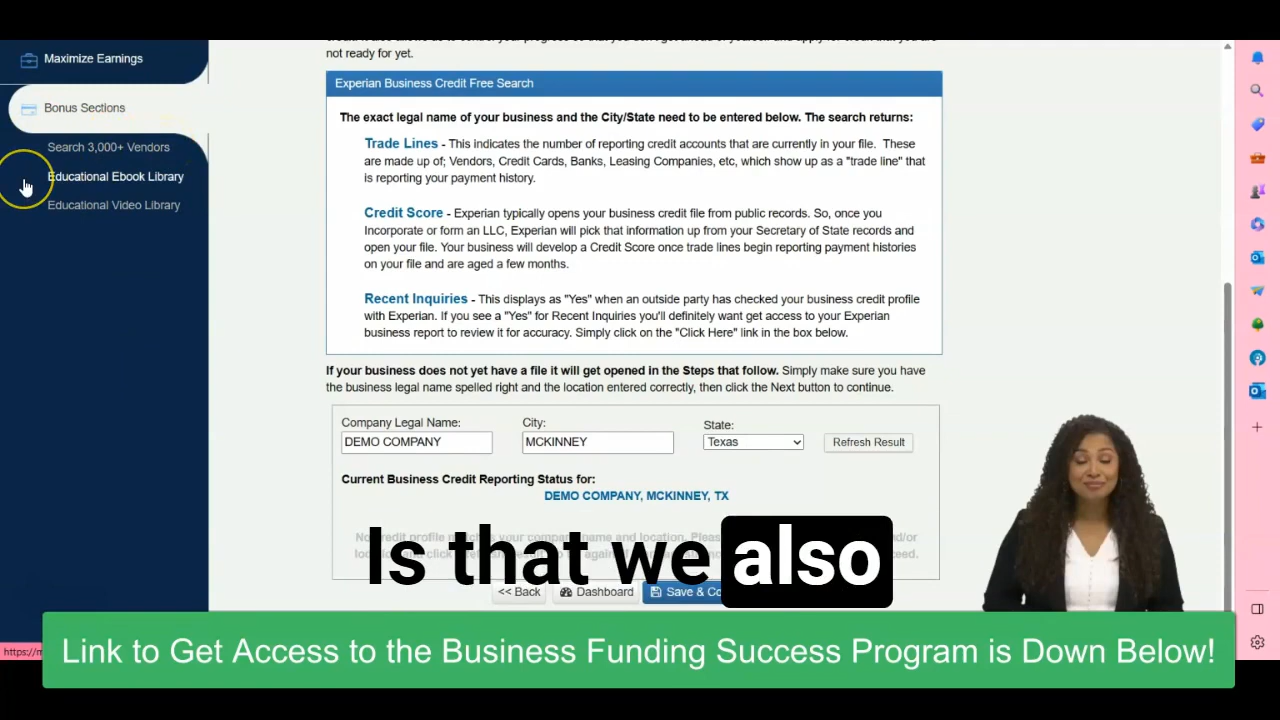 Maximize Earnings
Bonus Sections
Search 3,000+ Vendors
Educational Ebook Library
Educational Video Library
not ready for yet.
Experian Business Credit Free Search
The exact legal name of your business and the City/State need to be entered below. The search returns:
Trade Lines - This indicates the number of reporting credit accounts that are currently in your file. These
are made up of; Vendors, Credit Cards, Banks, Leasing Companies, etc, which show up as a "trade line" that
is reporting your payment history.
Credit Score - Experian typically opens your business credit file from public records. So, once you
Incorporate or form an LLC, Experian will pick that information up from your Secretary of State records and
open your file. Your business will develop a Credit Score once trade lines begin reporting payment histories
on your file and are aged a few months.
Recent Inquiries - This displays as "Yes" when an outside party has checked your business credit profile
with Experian. If you see a "Yes" for Recent Inquiries you'll definitely want get access to your Experian
business report to review it for accuracy. Simply click on the "Click Here" link in the box below.
If your business does not yet have a file it will get opened in the Steps that follow. Simply make sure you have
the business legal name spelled right and the location entered correctly, then click the Next button to continue.
Company Legal Name: City: State:
DEMO COMPANY MCKINNEY Texas Refresh Result
Current Business Credit Reporting Status for:
DEMO COMPANY, MCKINNEY, TX
Is that we also
<< Back Dashboard Save & Co
https://m
Link to Get Access to the Business Funding Success Program is Down Below!